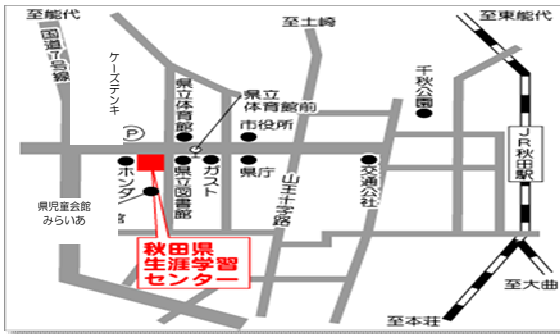 至能代
至土崎
至東能代
国道7号線
ケーズデンキ
県立体育館
県立
体育館前
市役所
千秋公園
P
JR秋田駅
ホンダ
県立図書館
ガスト
県庁
山王十字路
交通公社
県児童会館
みらいあ
秋田県
生涯学習
センター
至大曲
至本荘